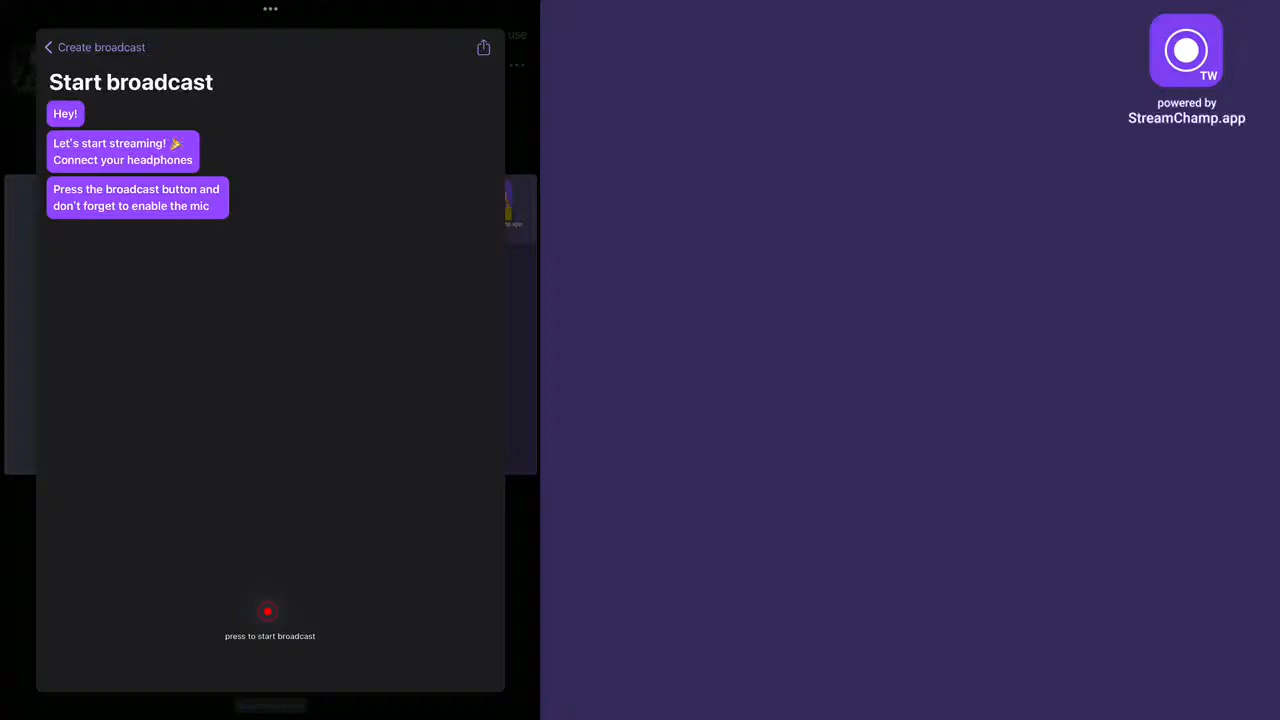 Create broadcast
use
Start broadcast
Hey!
Let's start streaming! 🎉
Connect your headphones
Press the broadcast button and
don't forget to enable the mic
press to start broadcast
TW
powered by
StreamChamp.app